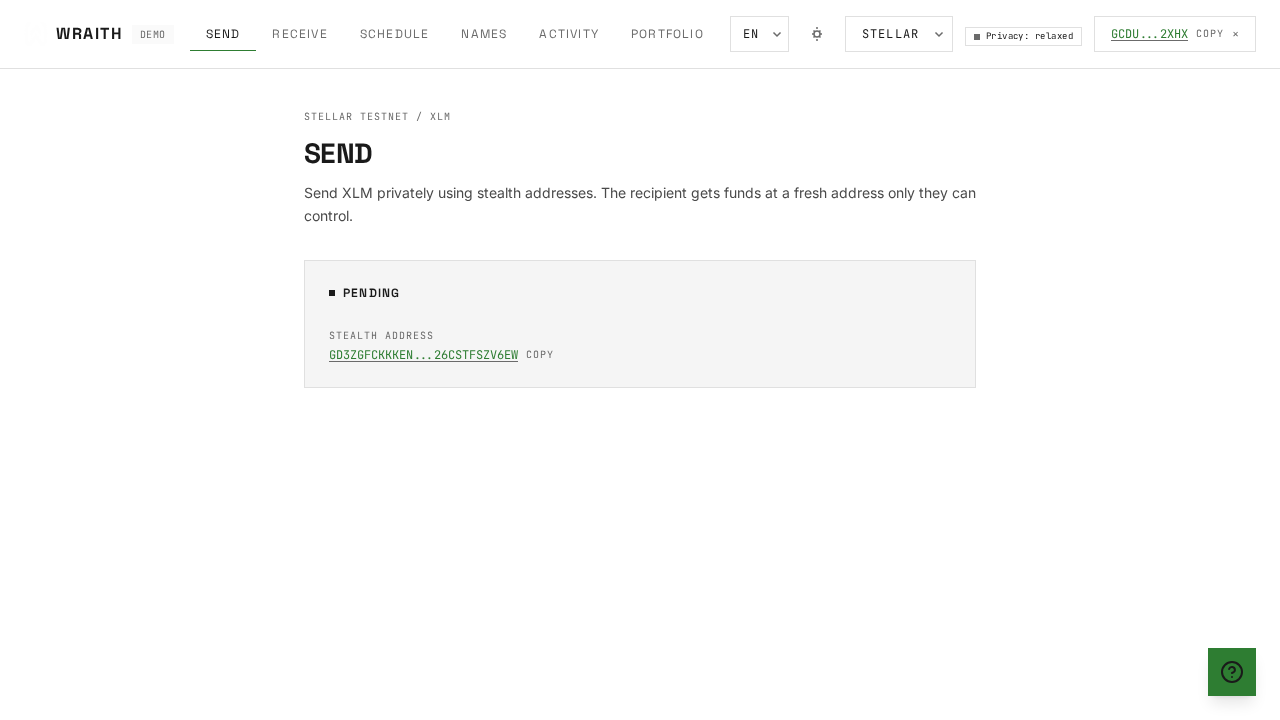 WRAITH DEMO SEND RECEIVE SCHEDULE NAMES ACTIVITY PORTFOLIO EN STELLAR Privacy: relaxed GCDU...2XHX COPY ×
STELLAR TESTNET / XLM
SEND
Send XLM privately using stealth addresses. The recipient gets funds at a fresh address only they can
control.
PENDING
STEALTH ADDRESS
GD3ZGFCKKKEN...26CSTFSZV6EW COPY